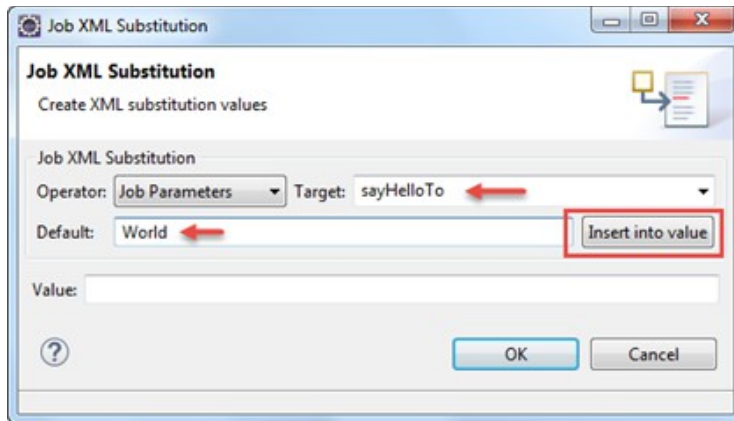 Job XML Substitution
Job XML Substitution
Create XML substitution values
Job XML Substitution
Operator: Job Parameters Target: sayHelloTo
Default: World Insert into value
Value:
? OK Cancel